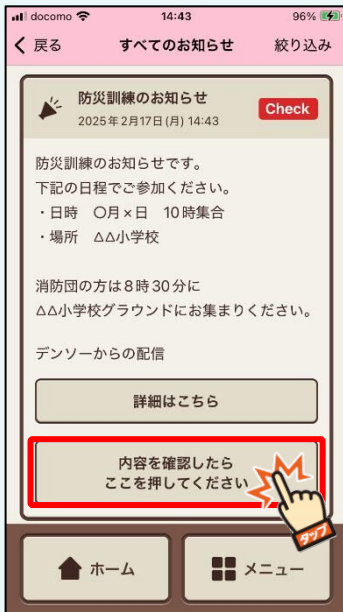 docomo 14:43 96%
戻る すべてのお知らせ 絞り込み
防災訓練のお知らせ
2025年2月17日(月) 14:43
Check
防災訓練のお知らせです。
下記の日程でご参加ください。
・日時 〇月×日 10時集合
・場所 △△小学校
消防団の方は8時30分に
△△小学校グラウンドにお集まりください。
デンソーからの配信
詳細はこちら
内容を確認したら
ここを押してください
タップ
ホーム メニュー